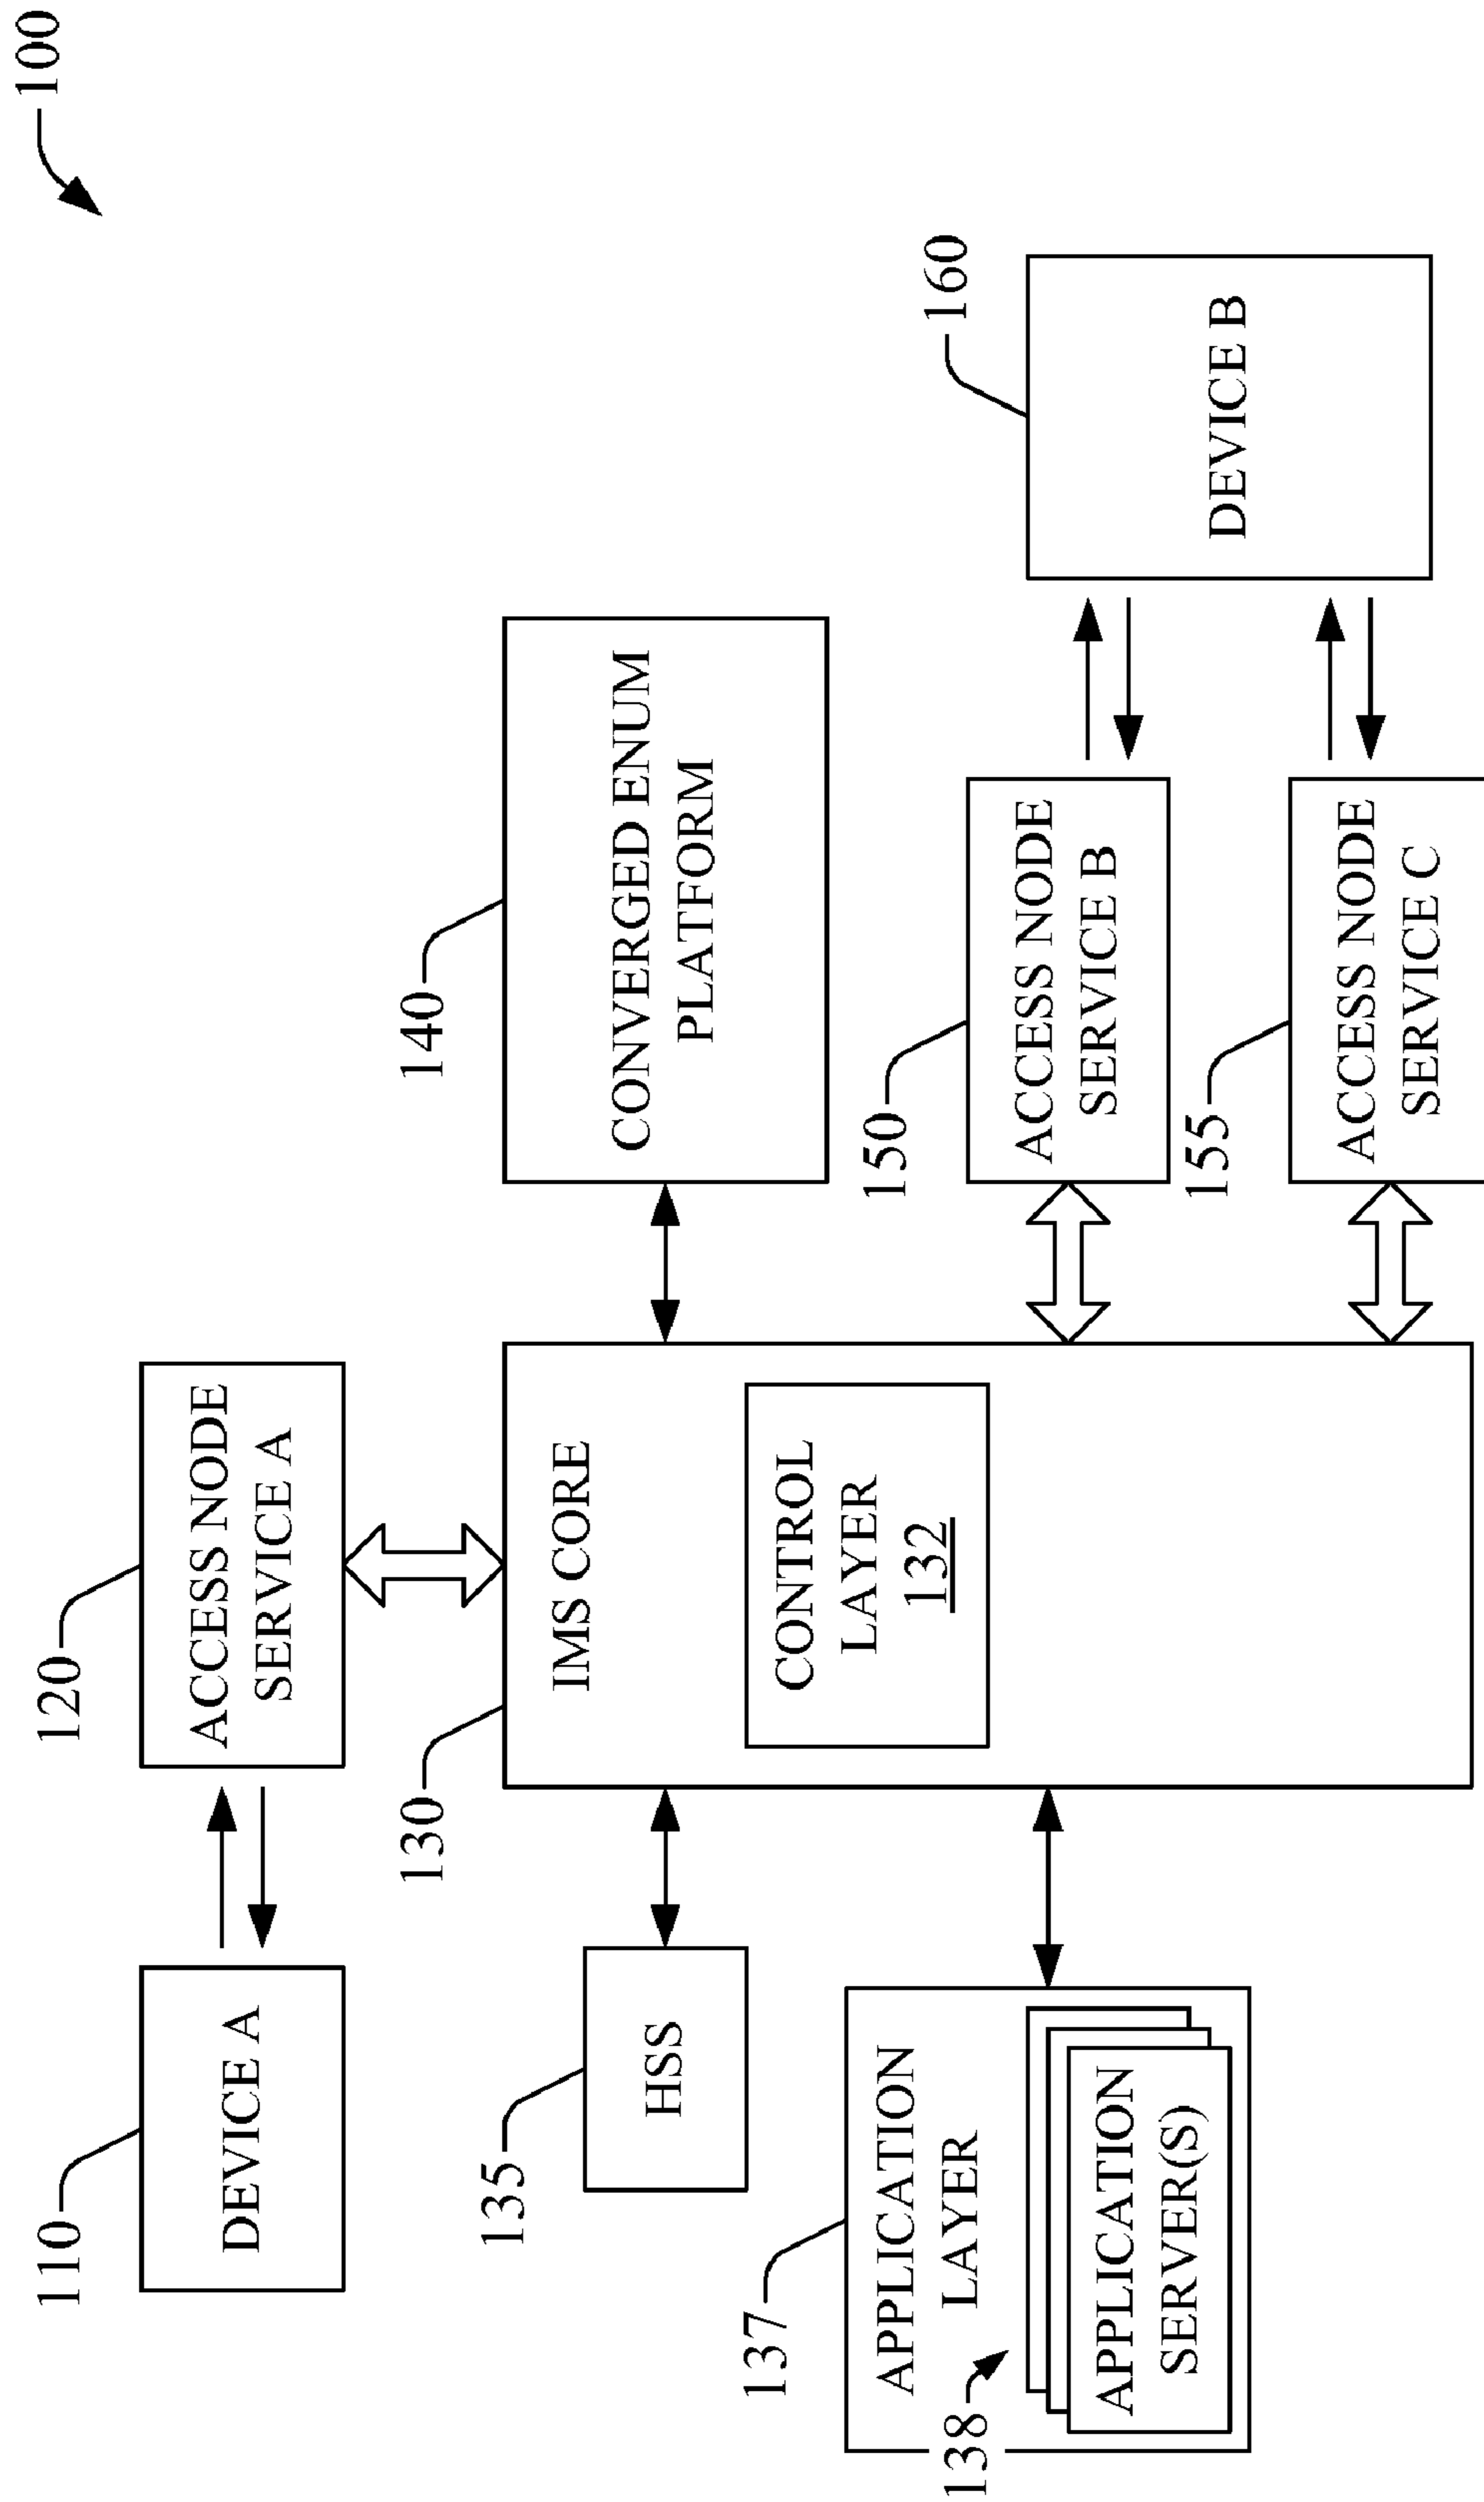 100
110
DEVICE A
120
ACCESS NODE
SERVICE A
130
IMS CORE
CONTROL
LAYER
132
135
HSS
137
APPLICATION
LAYER
138
APPLICATION
SERVER(S)
140
CONVERGED ENUM
PLATFORM
150
ACCESS NODE
SERVICE B
155
ACCESS NODE
SERVICE C
160
DEVICE B